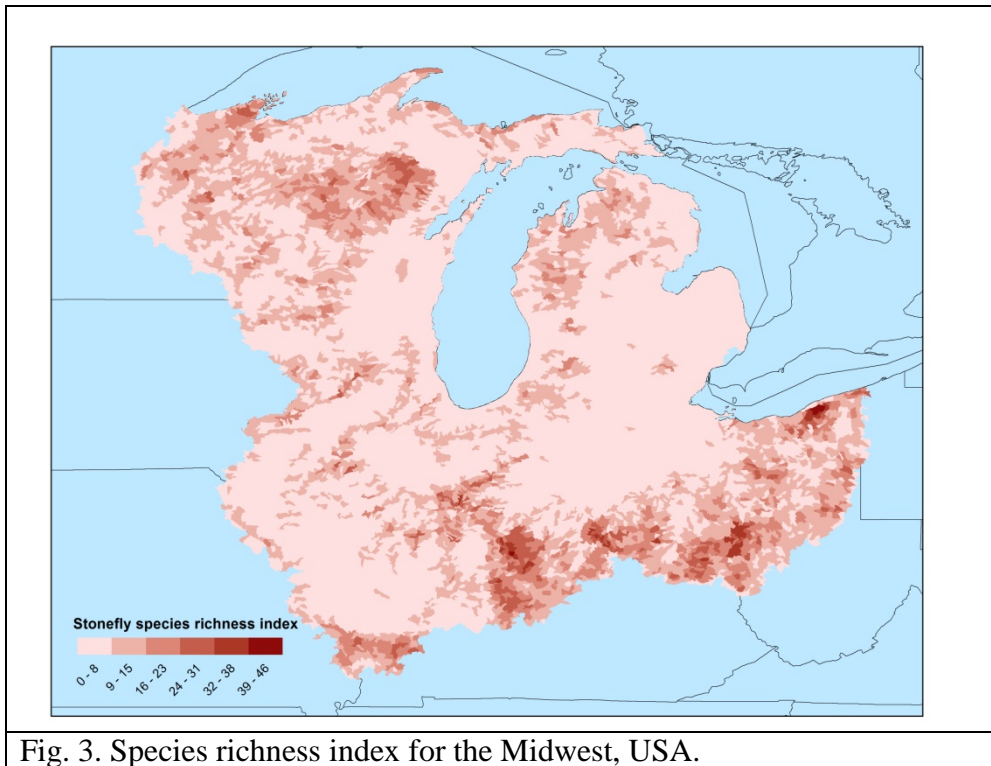 Stonefly species richness index
0 - 8
9 - 15
16 - 23
24 - 31
32 - 38
39 - 46
Fig. 3. Species richness index for the Midwest, USA.